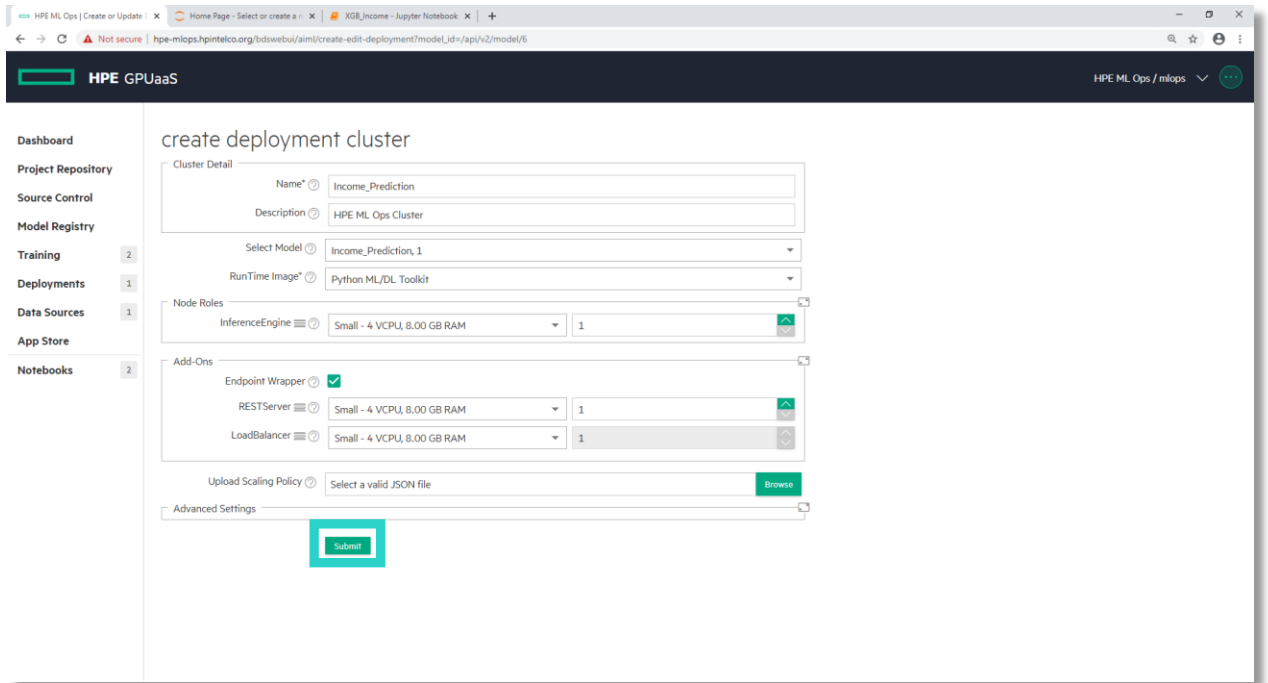 HPE ML Ops | Create or Update
Home Page - Select or create a n
XGB_Income - Jupyter Notebook
Not secure | hpe-mlops.hpintelco.org/bdswebui/aiml/create-edit-deployment?model_id=/api/v2/model/6
HPE GPUaaS
HPE ML Ops / mlops
Dashboard
Project Repository
Source Control
Model Registry
Training 2
Deployments 1
Data Sources 1
App Store
Notebooks 2
create deployment cluster
Cluster Detail
Name* Income_Prediction
Description HPE ML Ops Cluster
Select Model Income_Prediction, 1
RunTime Image* Python ML/DL Toolkit
Node Roles
InferenceEngine Small - 4 VCPU, 8.00 GB RAM 1
Add-Ons
Endpoint Wrapper
RESTServer Small - 4 VCPU, 8.00 GB RAM 1
LoadBalancer Small - 4 VCPU, 8.00 GB RAM 1
Upload Scaling Policy Select a valid JSON file Browse
Advanced Settings
Submit